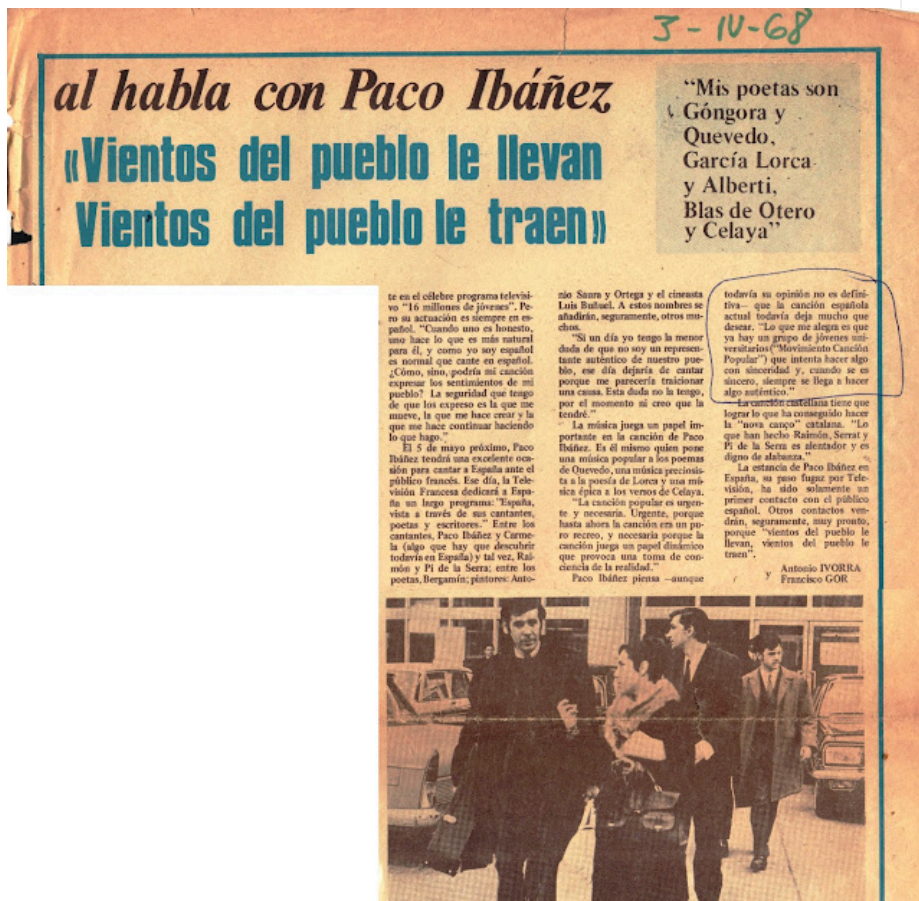 3-IV-68
al habla con Paco Ibáñez
«Vientos del pueblo le llevan
Vientos del pueblo le traen»
“Mis poetas son
Góngora y
Quevedo,
García Lorca
y Alberti,
Blas de Otero
y Celaya”
te en el célebre programa televisi-
vo “16 millones de jóvenes”. Pe-
ro su actuación es siempre en es-
pañol. “Cuando uno es honesto,
uno hace lo que es más natural
para él, y como yo soy español
es normal que cante en español.
¿Cómo, sino, podría mi canción
expresar los sentimientos de mi
pueblo? La seguridad que tengo
de que los expreso es la que me
mueve, la que me hace crear y la
que me hace continuar haciendo
lo que hago.”
El 5 de mayo próximo, Paco
Ibáñez tendrá una excelente oca-
sión para cantar a España ante el
público francés. Ese día, la Tele-
visión Francesa dedicará a Espa-
ña un largo programa: “España,
vista a través de sus cantantes,
poetas y escritores.” Entre los
cantantes, Paco Ibáñez y Carme-
la (algo que hay que descubrir
todavía en España) y tal vez, Rai-
món y Pi de la Serra; entre los
poetas, Bergamín; pintores: Anto-
nio Saura y Ortega y el cineasta
Luis Buñuel. A estos nombres se
añadirán, seguramente, otros mu-
chos.
“Si un día yo tengo la menor
duda de que no soy un represen-
tante auténtico de nuestro pue-
blo, ese día dejaría de cantar
porque me parecería traicionar
una causa. Esta duda no la tengo,
por el momento ni creo que la
tendré.”
La música juega un papel im-
portante en la canción de Paco
Ibáñez. Es él mismo quien pone
una música popular a los poemas
de Quevedo, una música preciosis-
ta a la poesía de Lorca y una mú-
sica épica a los versos de Celaya.
“La canción popular es urgen-
te y necesaria. Urgente, porque
hasta ahora la canción era un pu-
ro recreo, y necesaria porque la
canción juega un papel dinámico
que provoca una toma de con-
ciencia de la realidad.”
Paco Ibáñez piensa —aunque
todavía su opinión no es defini-
tiva— que la canción española
actual todavía deja mucho que
desear. “Lo que me alegra es que
ya hay un grupo de jóvenes uni-
versitarios (“Movimiento Canción
Popular”) que intenta hacer algo
con sinceridad y, cuando se es
sincero, siempre se llega a hacer
algo auténtico.”
La canción castellana tiene que
lograr lo que ha conseguido hacer
la “nova canço” catalana. “Lo
que han hecho Raimón, Serrat y
Pi de la Serra es alentador y es
digno de alabanza.”
La estancia de Paco Ibáñez en
España, su paso fugaz por Tele-
visión, ha sido solamente un
primer contacto con el público
español. Otros contactos ven-
drán, seguramente, muy pronto,
porque “vientos del pueblo le
llevan, vientos del pueblo le
traen”.
Antonio IVORRA
y Francisco GOR